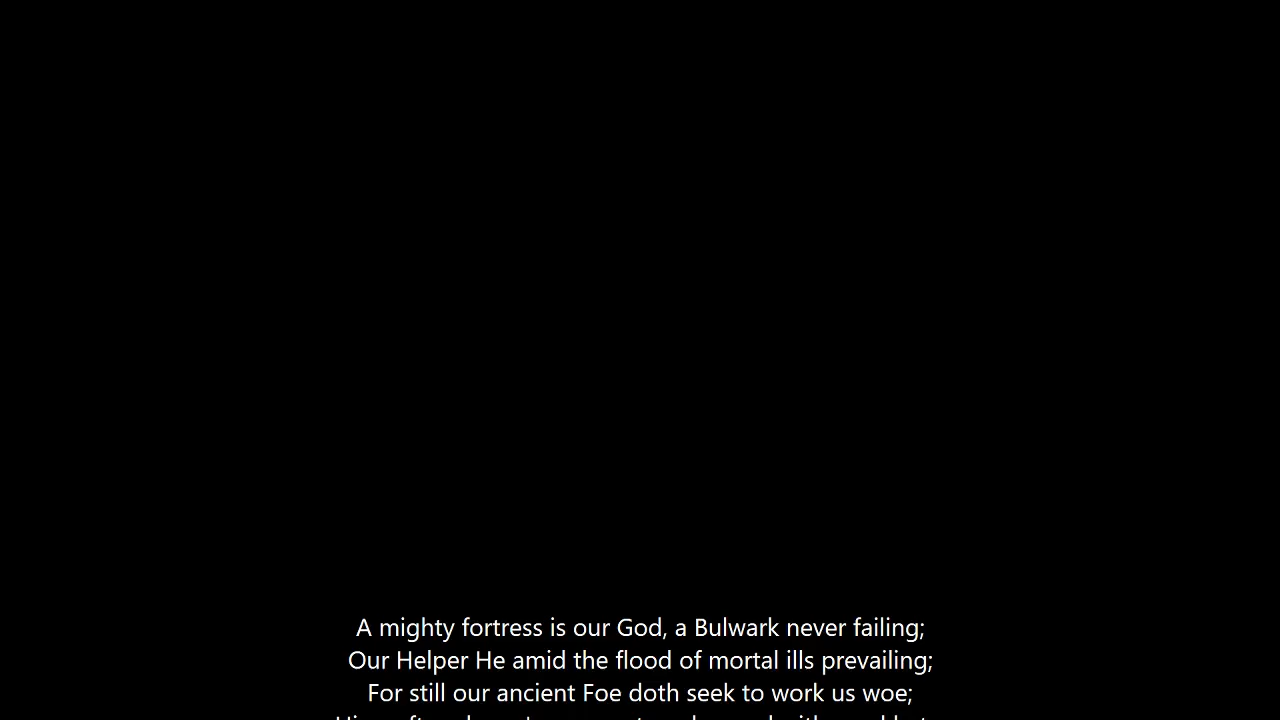 A mighty fortress is our God, a Bulwark never failing;
Our Helper He amid the flood of mortal ills prevailing;
For still our ancient Foe doth seek to work us woe;